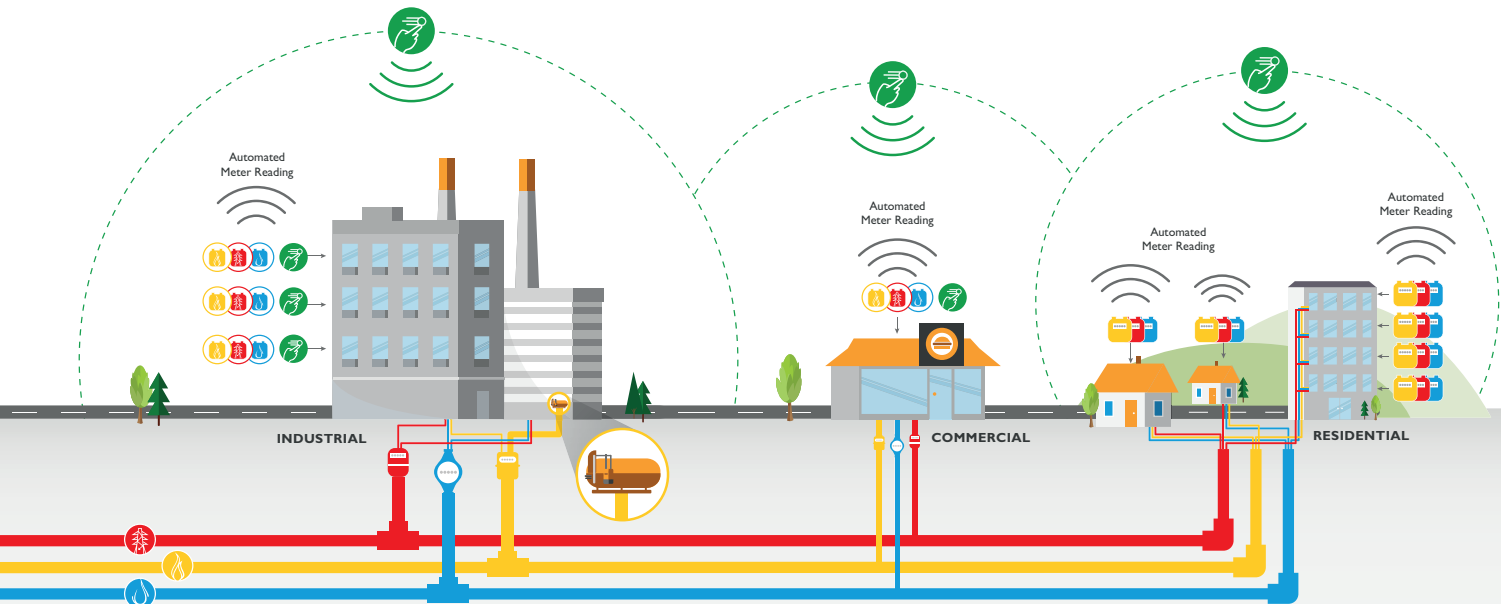 Automated
Meter Reading
Automated
Meter Reading
Automated
Meter Reading
Automated
Meter Reading
INDUSTRIAL
COMMERCIAL
RESIDENTIAL